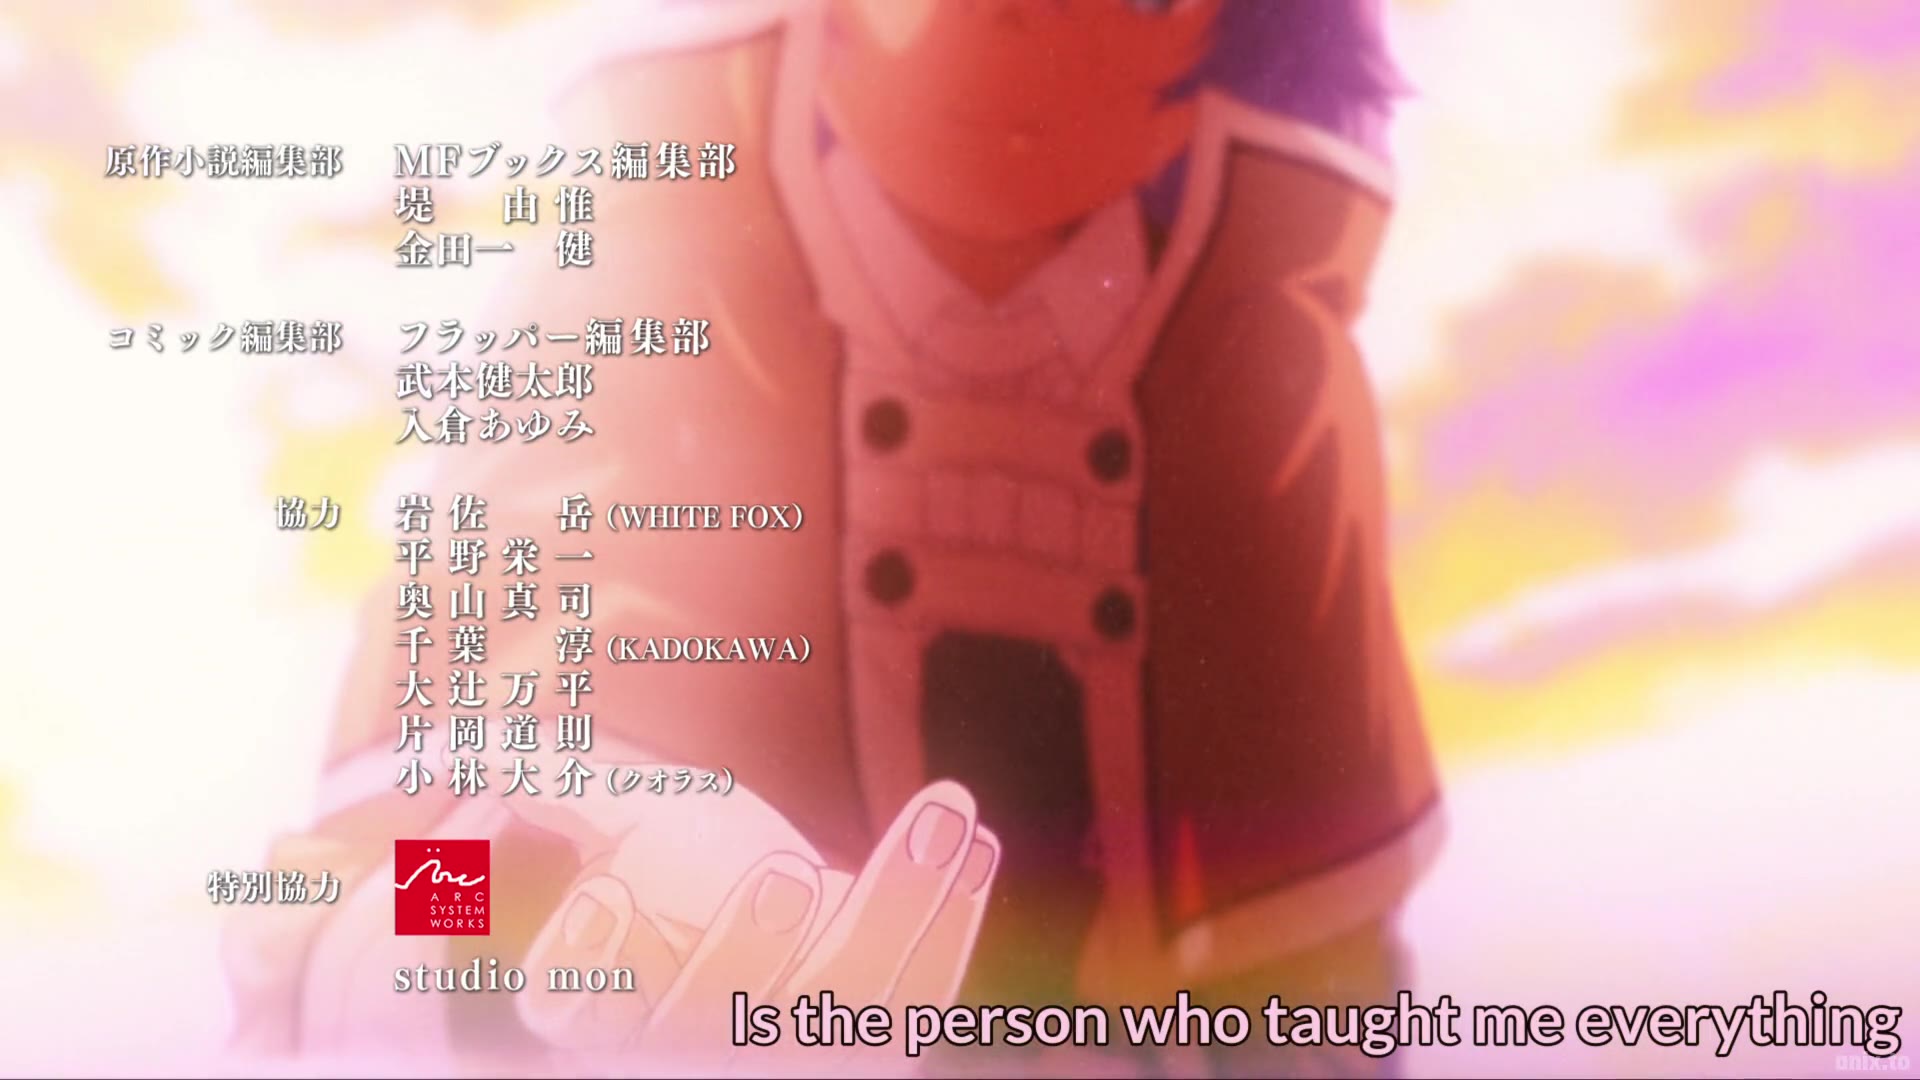 原作小説編集部 MFブックス編集部
堤 由惟
金田一 健
コミック編集部 フラッパー編集部
武本健太郎
入倉あゆみ
協力 岩佐 岳(WHITE FOX)
平野栄一
奥山真司
千葉 淳(KADOKAWA)
大辻万平
片岡道則
小林大介(クオラス)
特別協力 ARC
SYSTEM
WORKS
studio mon
Is the person who taught me everything
anix.to